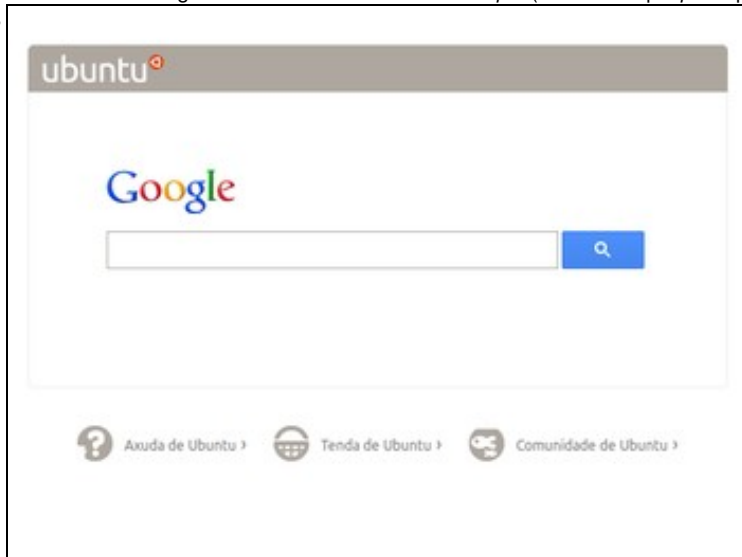 ubuntu
Google
Axuda de Ubuntu › Tenda de Ubuntu › Comunidade de Ubuntu ›